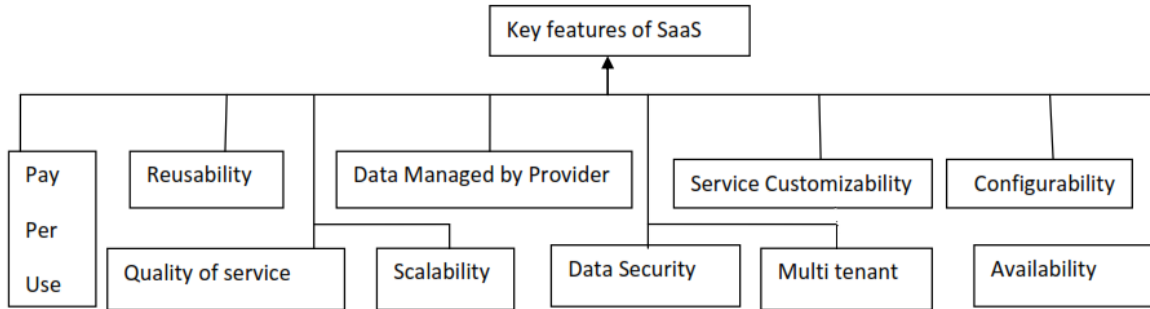 Key features of SaaS
Pay
Per
Use
Reusability
Data Managed by Provider
Service Customizability
Configurability
Quality of service
Scalability
Data Security
Multi tenant
Availability